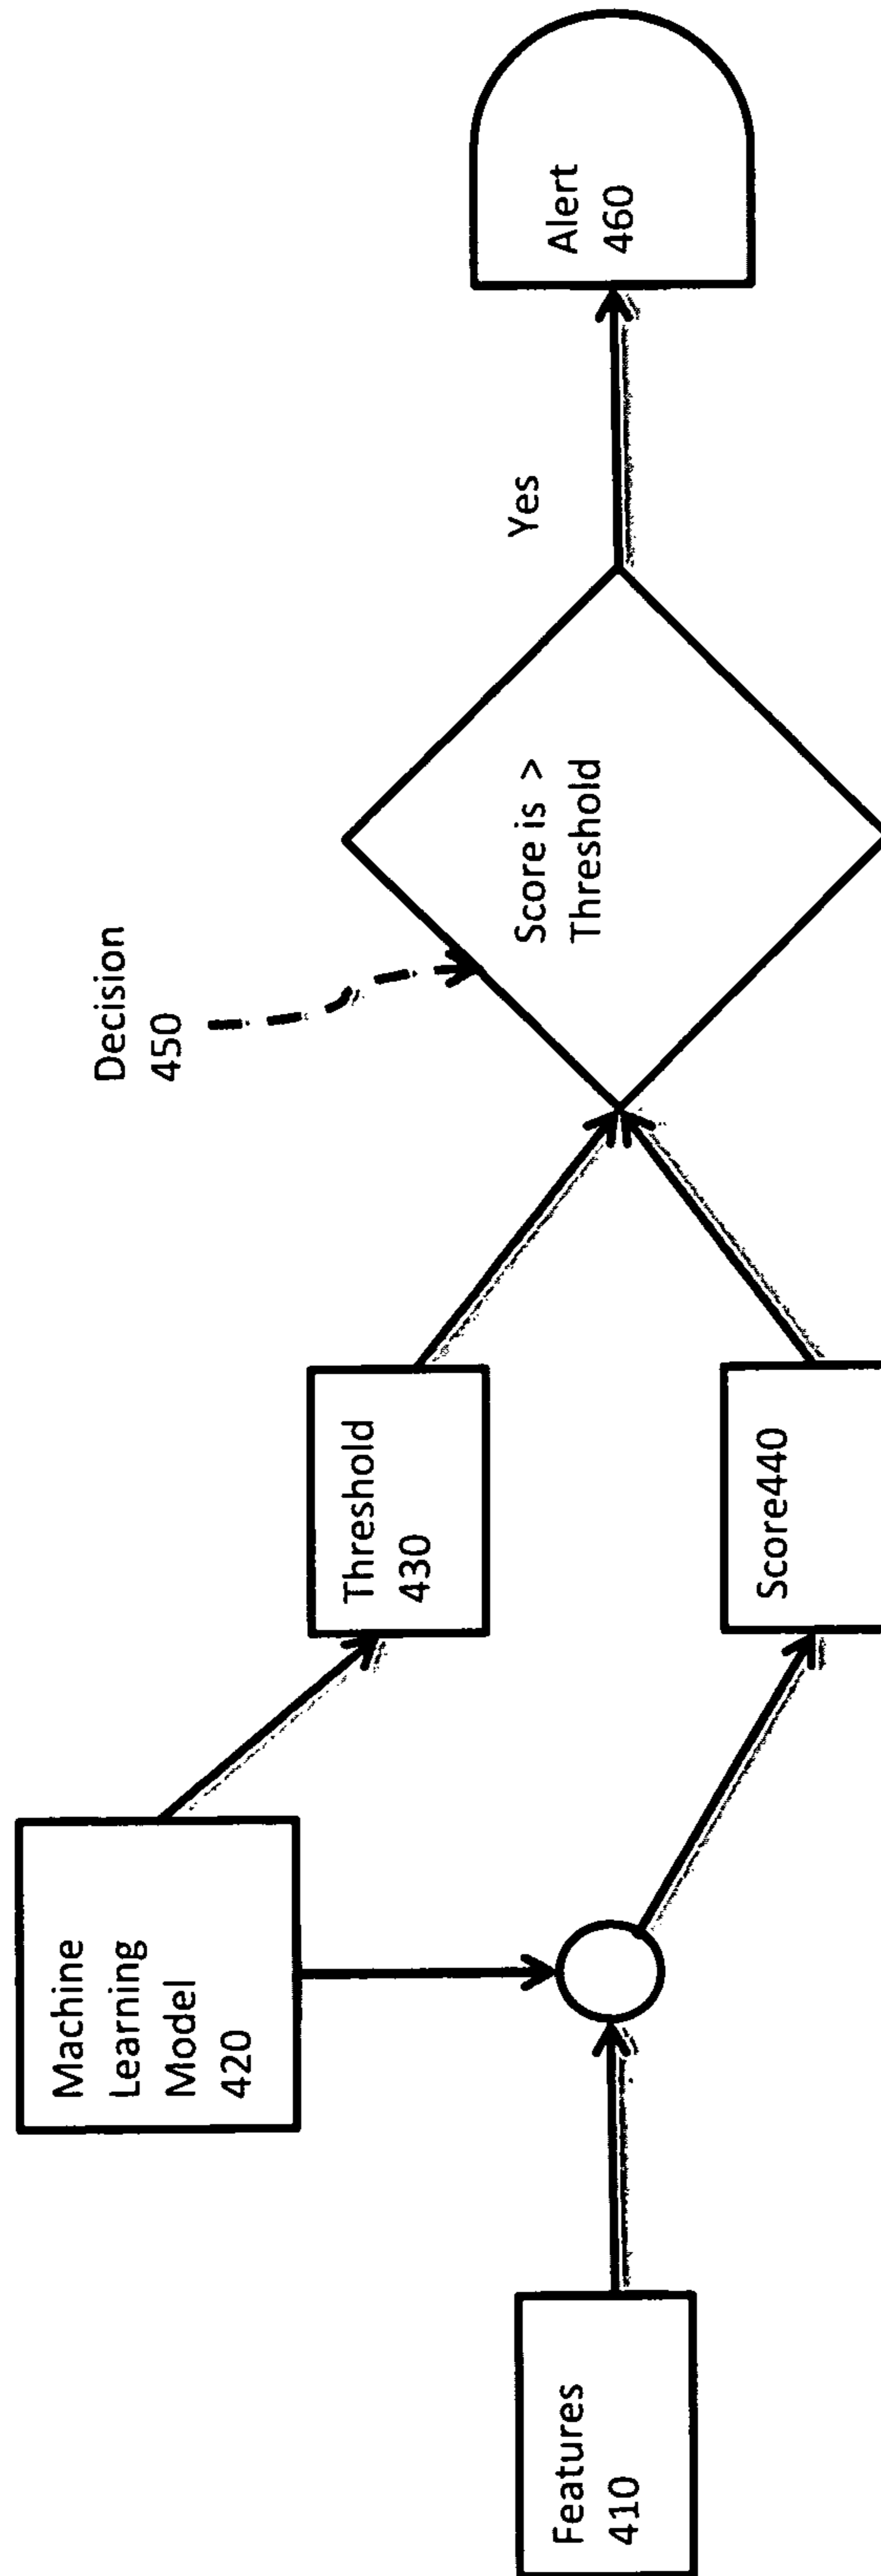 Machine
Learning
Model
420
Features
410
Threshold
430
Score440
Decision
450
Score is >
Threshold
Yes
Alert
460